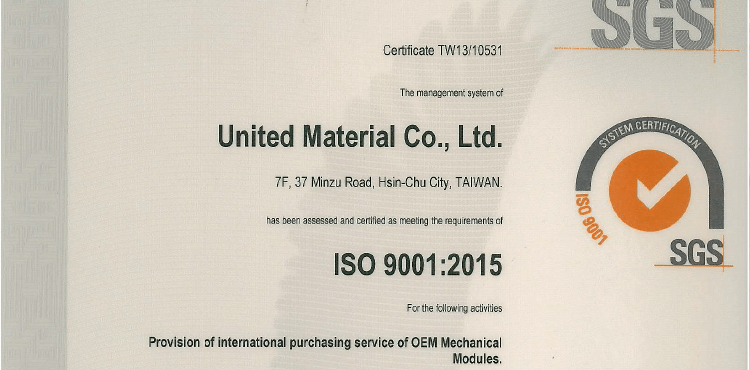 SGS
Certificate TW13/10531
The management system of
United Material Co., Ltd.
7F, 37 Minzu Road, Hsin-Chu City, TAIWAN.
has been assessed and certified as meeting the requirements of
ISO 9001:2015
For the following activities
Provision of international purchasing service of OEM Mechanical
Modules.
SYSTEM CERTIFICATION
ISO 9001
SGS